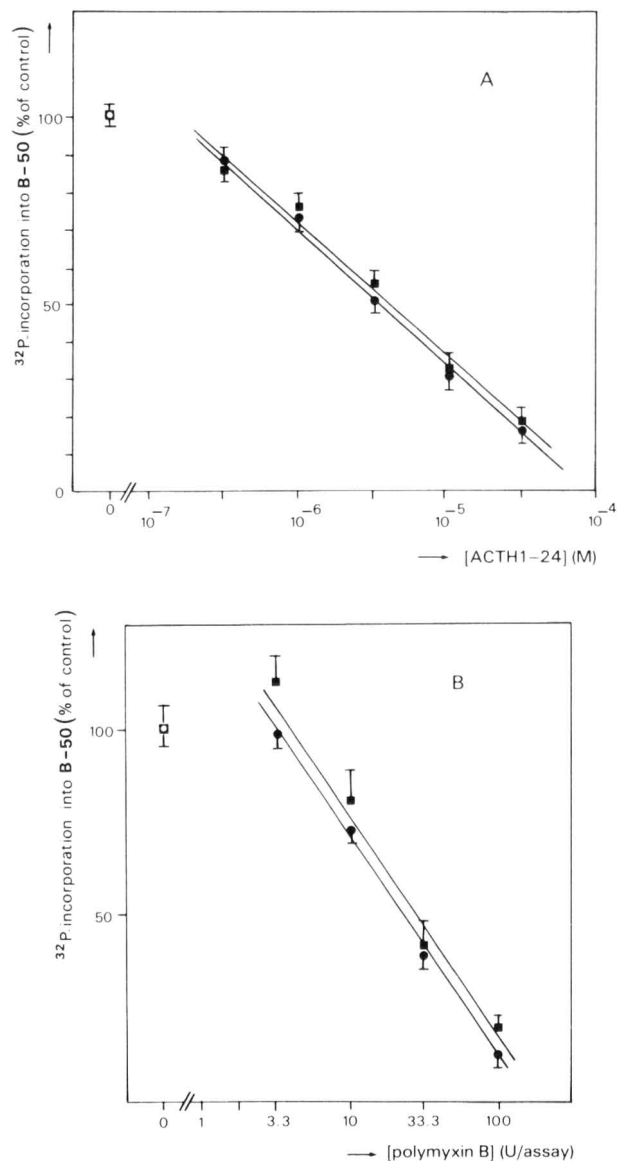 A
³²P. incorporation into B-50 (% of control)
100
50
0
0 10⁻⁷ 10⁻⁶ 10⁻⁵ 10⁻⁴
[ACTH1-24] (M)
B
³²P. incorporation into B-50 (% of control)
100
50
0 1 3.3 10 33.3 100
[polymyxin B] (U/assay)